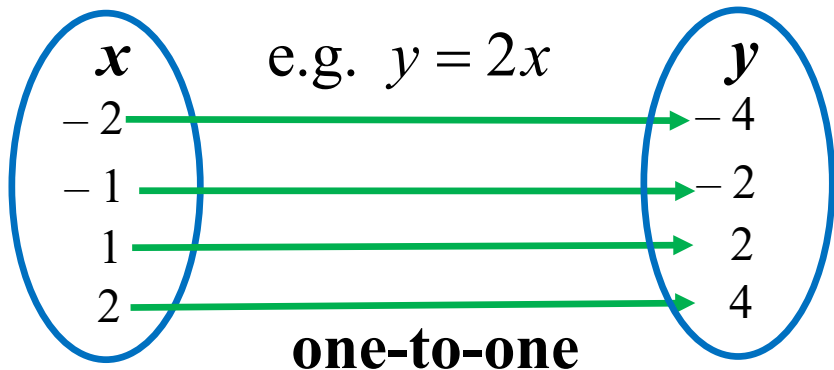 x e.g. y = 2x y
– 2 – 4
– 1 – 2
1 2
2 4
one-to-one